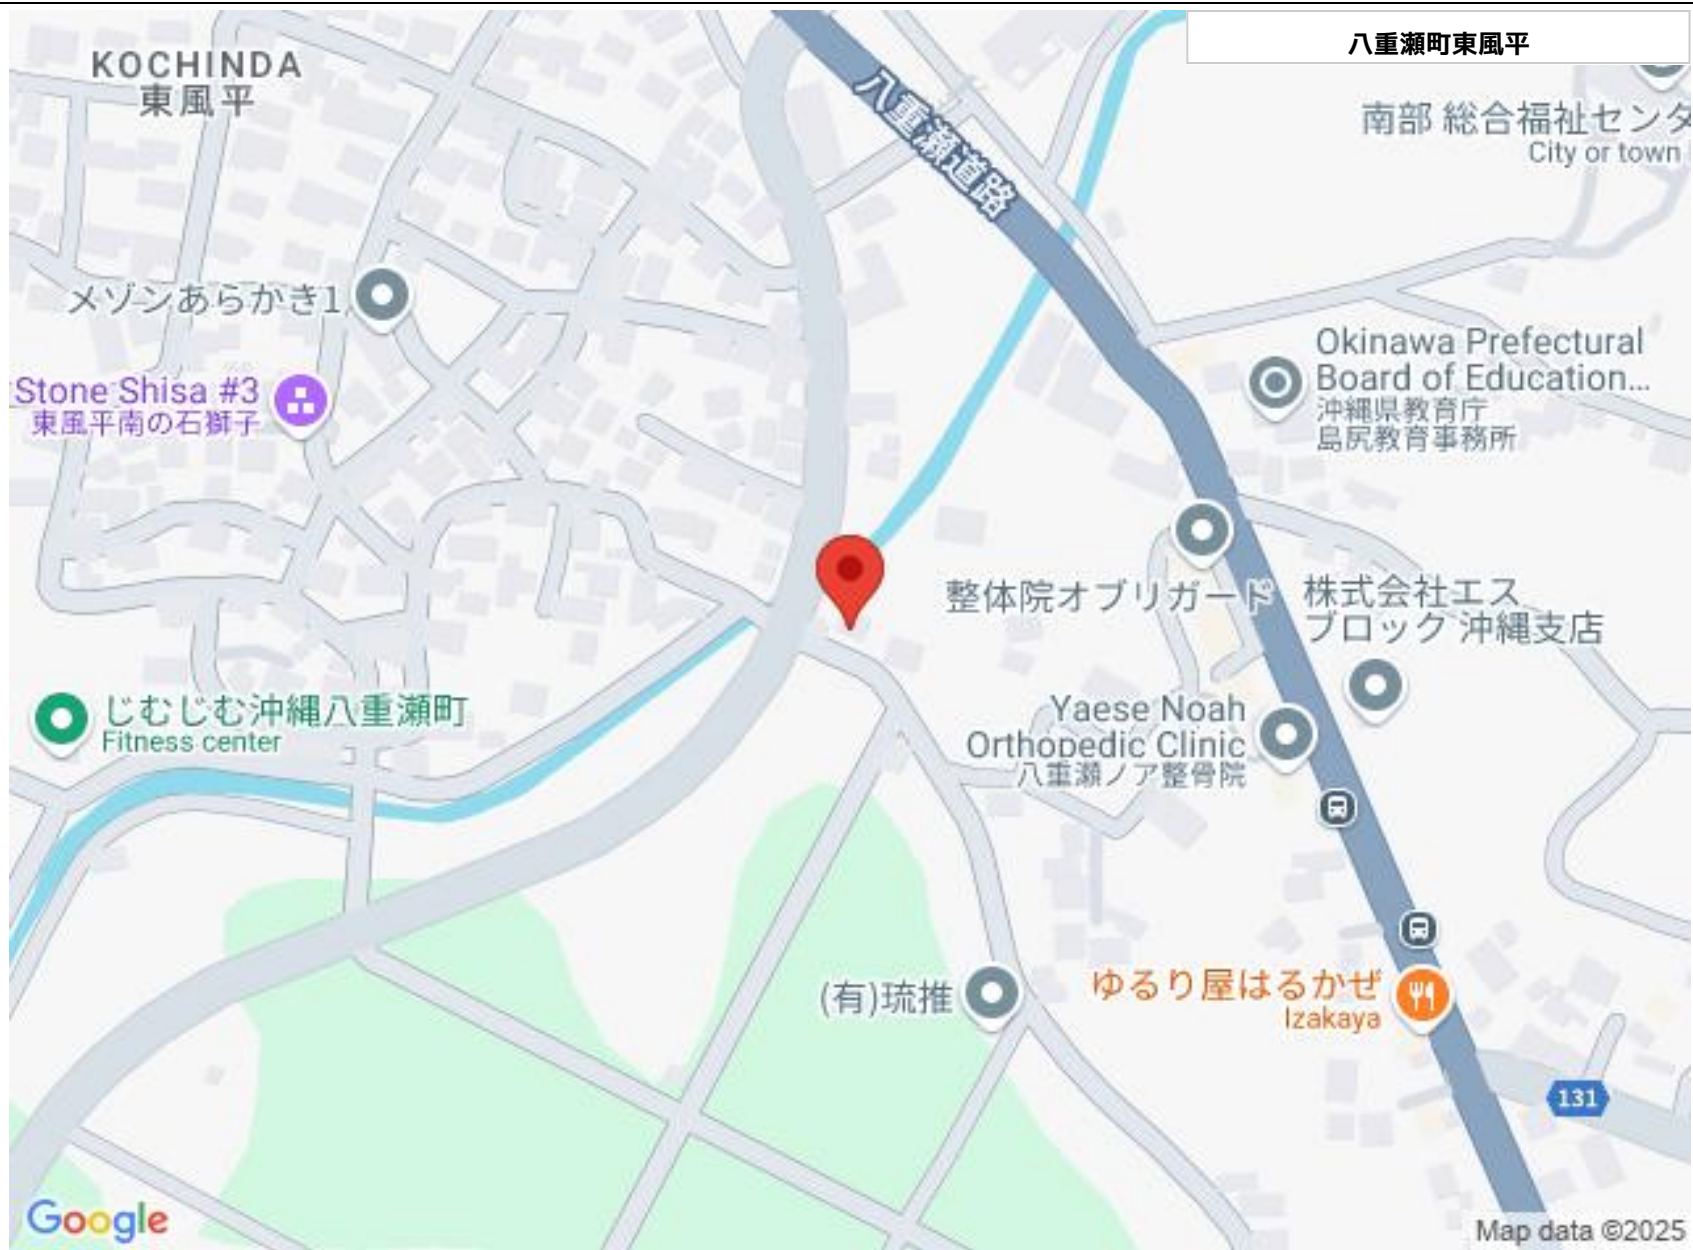 八重瀬町東風平
KOCHINDA
東風平
八重瀬道路
南部 総合福祉センタ
City or town
メゾンあらかき1
Stone Shisa #3
東風平南の石獅子
Okinawa Prefectural
Board of Education...
沖縄県教育庁
島尻教育事務所
整体院オブリガード
株式会社エス
ブロック 沖縄支店
じむじむ沖縄八重瀬町
Fitness center
Yaese Noah
Orthopedic Clinic
八重瀬ノア整骨院
(有)琉推
ゆるり屋はるかぜ
Izakaya
131
Google
Map data ©2025